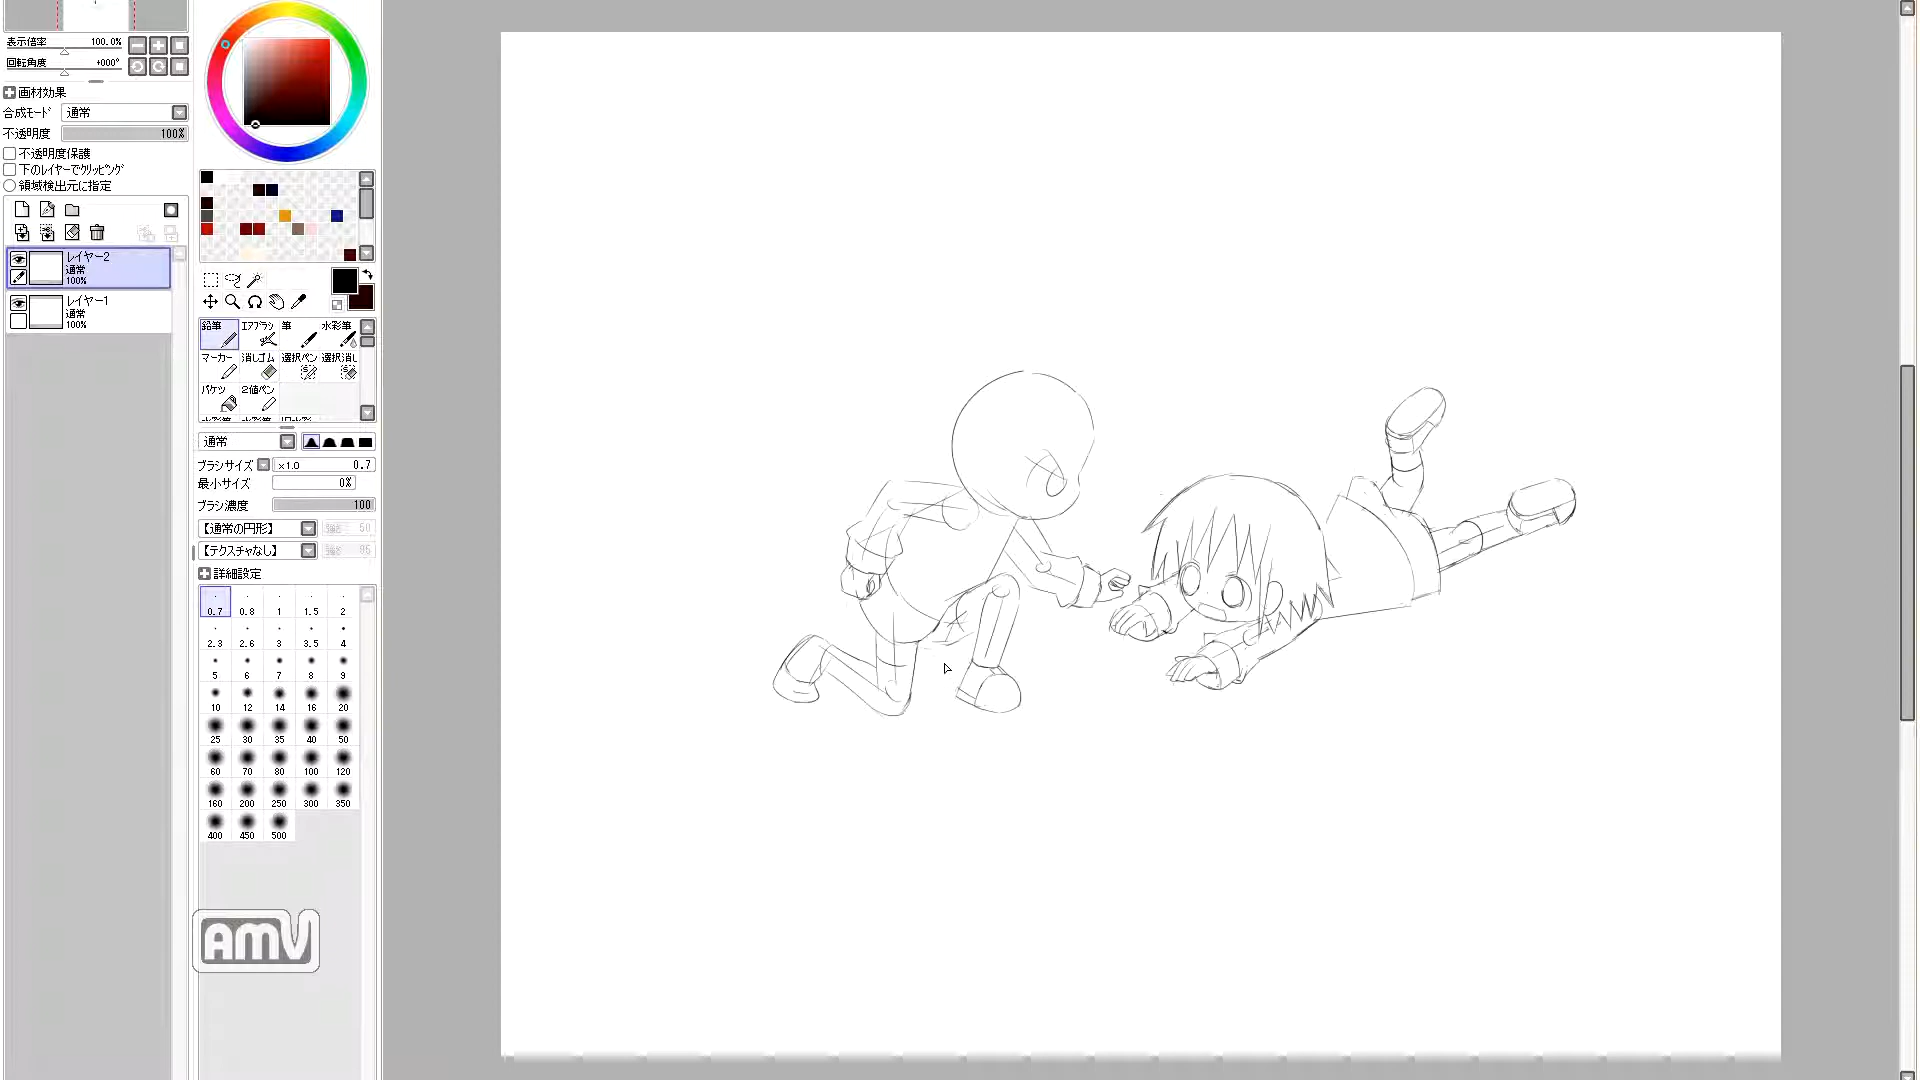 表示倍率 100.0%
回転角度 +000°
画材効果
合成モード 通常
不透明度 100%
不透明度保護
下のレイヤーでクリッピング
領域検出元に指定
レイヤー2
通常
100%
レイヤー1
通常
100%
鉛筆 エアブラシ 筆 水彩筆
マーカー 消しゴム 選択ペン 選択消し
バケツ 2値ペン
通常
ブラシサイズ ×1.0 0.7
最小サイズ 0%
ブラシ濃度 100
【通常の円形】 強さ 50
【テクスチャなし】 強さ 95
詳細設定
0.7 0.8 1 1.5 2
2.3 2.6 3 3.5 4
5 6 7 8 9
10 12 14 16 20
25 30 35 40 50
60 70 80 100 120
160 200 250 300 350
400 450 500
AMV